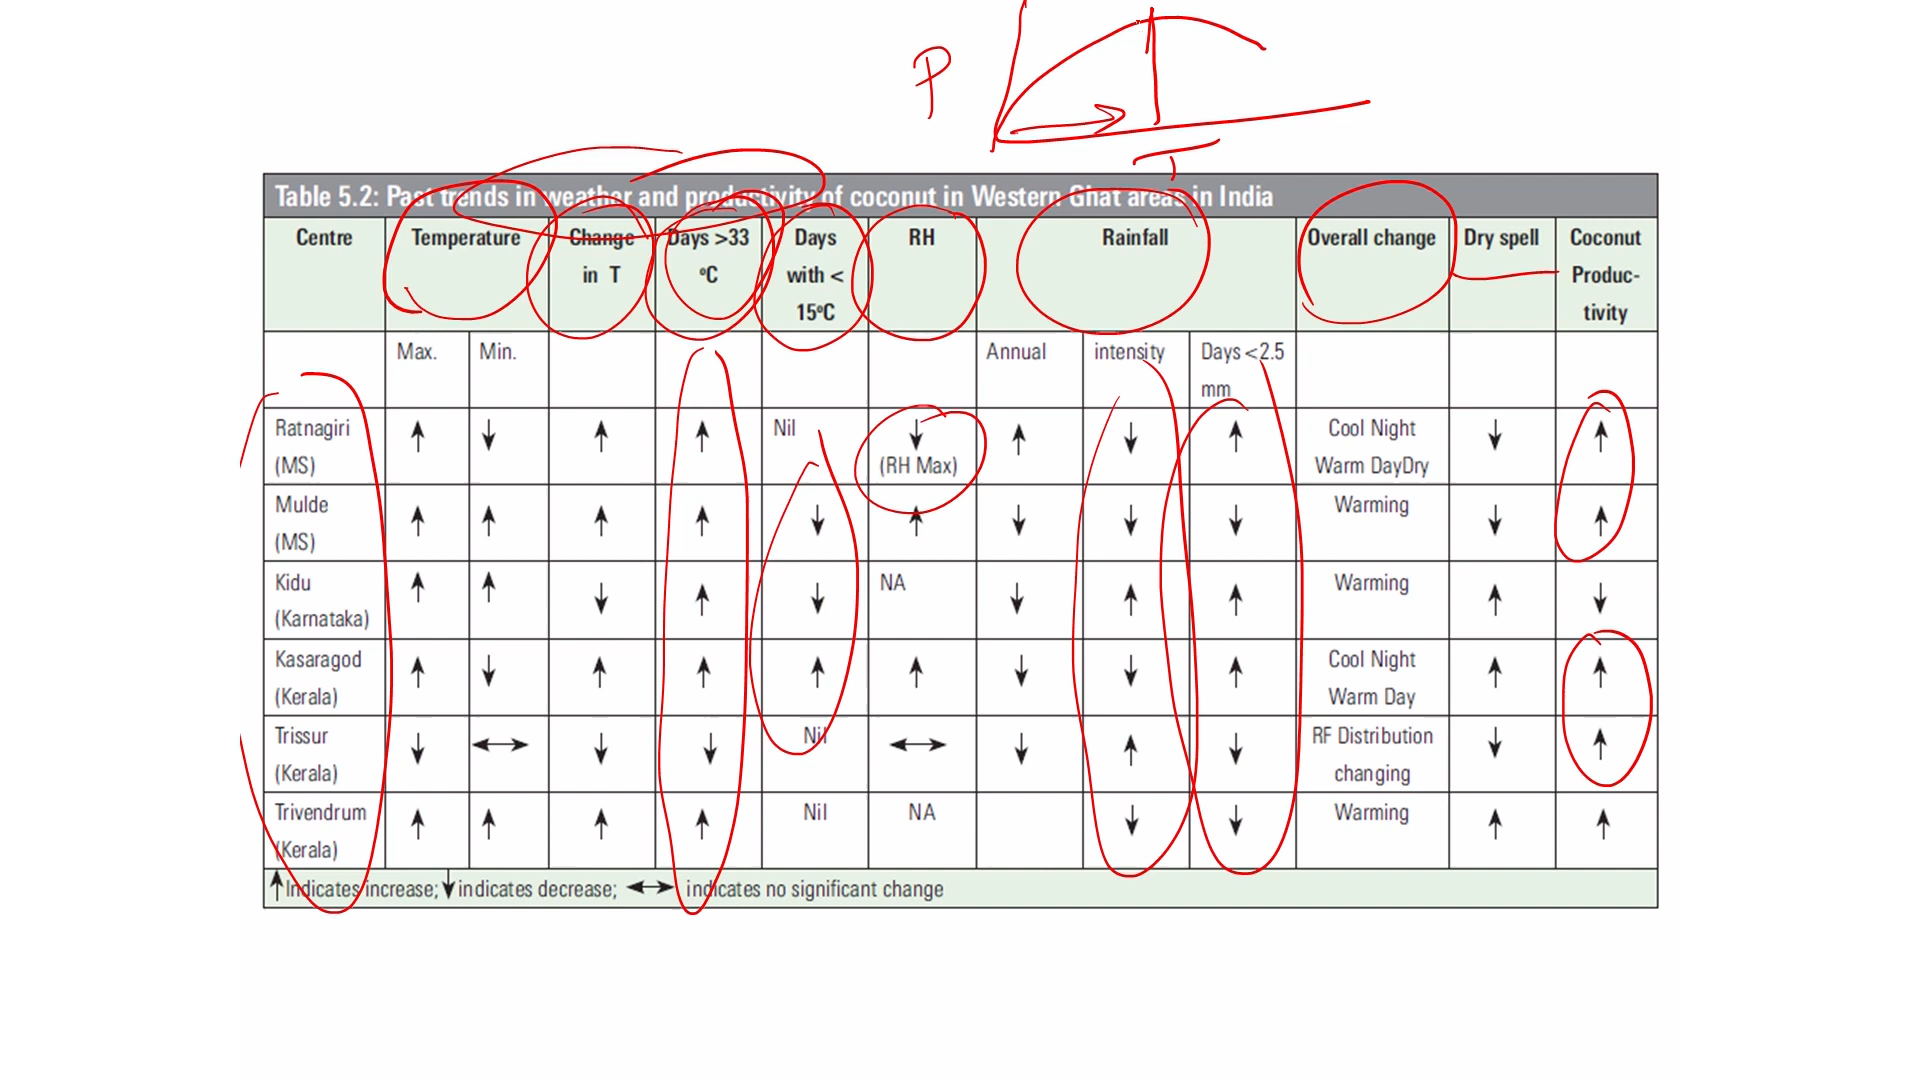 P
T
Table 5.2: Past trends in weather and productivity of coconut in Western Ghat areas in India
Centre Temperature Change in T Days >33 ºC Days with < 15ºC RH Rainfall Overall change Dry spell Coconut Produc-tivity
Max. Min. Annual intensity Days <2.5 mm
Ratnagiri (MS) ↑ ↓ ↑ ↑ Nil ↓ (RH Max) ↑ ↓ ↑ Cool Night Warm DayDry ↓ ↑
Mulde (MS) ↑ ↑ ↑ ↑ ↓ ↑ ↓ ↓ ↓ Warming ↓ ↑
Kidu (Karnataka) ↑ ↑ ↓ ↑ ↓ NA ↓ ↑ ↑ Warming ↑ ↓
Kasaragod (Kerala) ↑ ↓ ↑ ↑ ↑ ↑ ↓ ↓ ↑ Cool Night Warm Day ↑ ↑
Trissur (Kerala) ↓ ↔ ↓ ↓ Nil ↔ ↓ ↑ ↓ RF Distribution changing ↓ ↑
Trivendrum (Kerala) ↑ ↑ ↑ ↑ Nil NA ↓ ↓ Warming ↑ ↑
↑Indicates increase; ↓indicates decrease; ↔ indicates no significant change